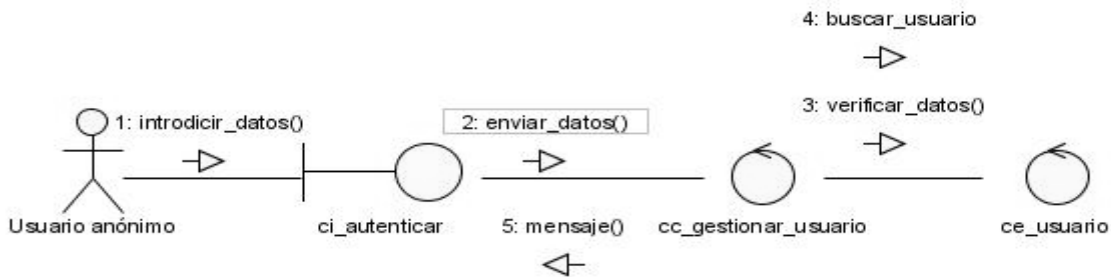 4: buscar_usuario
3: verificar_datos()
1: introdicir_datos()
2: enviar_datos()
Usuario anónimo
ci_autenticar
5: mensaje()
cc_gestionar_usuario
ce_usuario